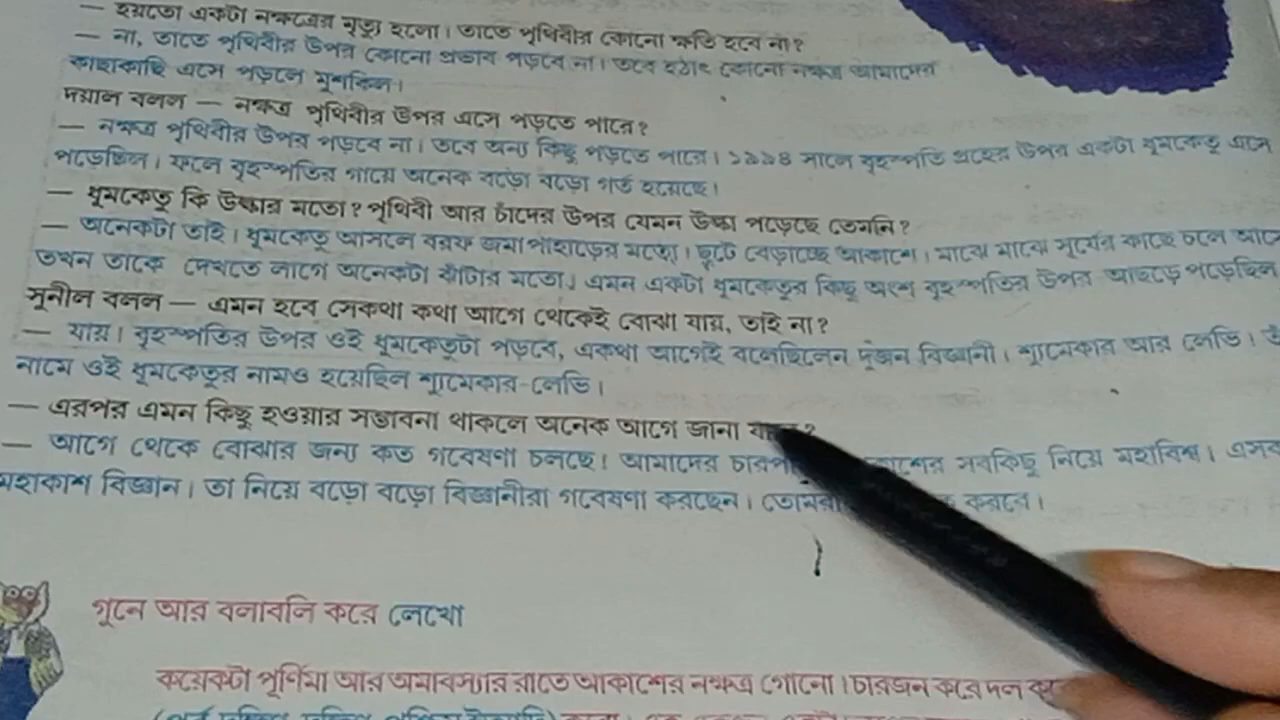 — হয়তো একটা নক্ষত্রের মৃত্যু হলো। তাতে পৃথিবীর কোনো ক্ষতি হবে না?
— না, তাতে পৃথিবীর উপর কোনো প্রভাব পড়বে না। তবে হঠাৎ কোনো নক্ষত্র আমাদের
কাছাকাছি এসে পড়লে মুশকিল।
দয়াল বলল — নক্ষত্র পৃথিবীর উপর এসে পড়তে পারে?
— নক্ষত্র পৃথিবীর উপর পড়বে না। তবে অন্য কিছু পড়তে পারে। ১৯৯৪ সালে বৃহস্পতি গ্রহের উপর একটা ধূমকেতু এসে
পড়েছিল। ফলে বৃহস্পতির গায়ে অনেক বড়ো বড়ো গর্ত হয়েছে।
— ধূমকেতু কি উল্কার মতো? পৃথিবী আর চাঁদের উপর যেমন উল্কা পড়েছে তেমনি?
— অনেকটা তাই। ধূমকেতু আসলে বরফ জমা পাহাড়ের মতো। ছুটে বেড়াচ্ছে আকাশে। মাঝে মাঝে সূর্যের কাছে চলে আসে
তখন তাকে দেখতে লাগে অনেকটা ঝাঁটার মতো। এমন একটা ধূমকেতুর কিছু অংশ বৃহস্পতির উপর আছড়ে পড়েছিল
সুনীল বলল — এমন হবে সেকথা কথা আগে থেকেই বোঝা যায়, তাই না?
— যায়। বৃহস্পতির উপর ওই ধূমকেতুটা পড়বে, একথা আগেই বলেছিলেন দুজন বিজ্ঞানী। শ্যুমেকার আর লেভি।
নামে ওই ধূমকেতুর নামও হয়েছিল শ্যুমেকার-লেভি।
— এরপর এমন কিছু হওয়ার সম্ভাবনা থাকলে অনেক আগে জানা
— আগে থেকে বোঝার জন্য কত গবেষণা চলছে! আমাদের সবকিছু নিয়ে মহাবিশ্ব। এসব
মহাকাশ বিজ্ঞান। তা নিয়ে বড়ো বড়ো বিজ্ঞানীরা গবেষণা করছেন। করবে।
গুনে আর বলাবলি করে লেখো
কয়েকটা পূর্ণিমা আর অমাবস্যার রাতে আকাশের নক্ষত্র গোনো। চারজন করে দল